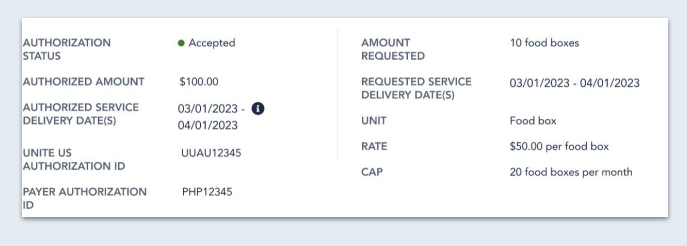 AUTHORIZATION
STATUS
Accepted
AUTHORIZED AMOUNT
$100.00
AUTHORIZED SERVICE
DELIVERY DATE(S)
03/01/2023 -
04/01/2023
UNITE US
AUTHORIZATION ID
UUAU12345
PAYER AUTHORIZATION
ID
PHP12345
AMOUNT
REQUESTED
10 food boxes
REQUESTED SERVICE
DELIVERY DATE(S)
03/01/2023 - 04/01/2023
UNIT
Food box
RATE
$50.00 per food box
CAP
20 food boxes per month